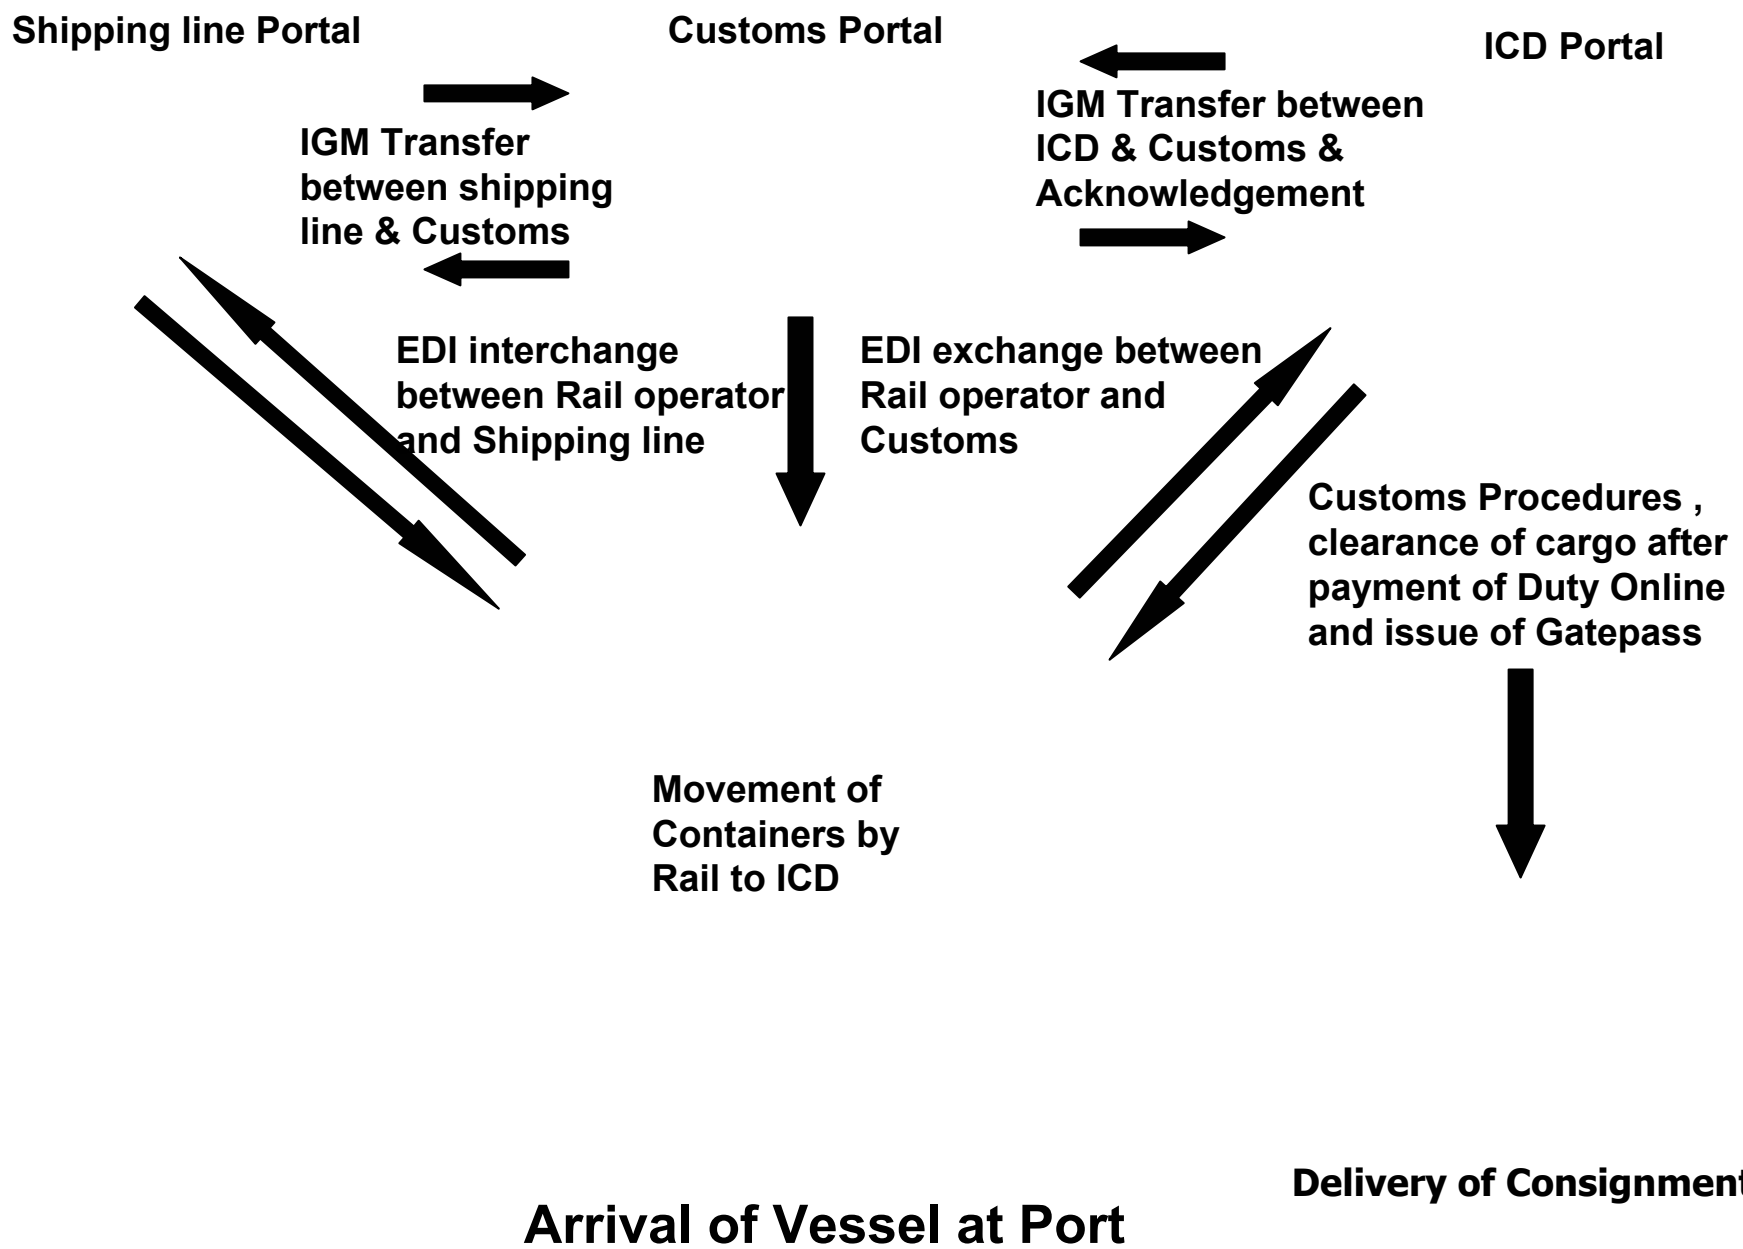 Shipping line Portal
Customs Portal
ICD Portal
IGM Transfer
between shipping
line & Customs
IGM Transfer between
ICD & Customs &
Acknowledgement
EDI interchange
between Rail operator
and Shipping line
EDI exchange between
Rail operator and
Customs
Customs Procedures ,
clearance of cargo after
payment of Duty Online
and issue of Gatepass
Movement of
Containers by
Rail to ICD
Delivery of Consignment
Arrival of Vessel at Port